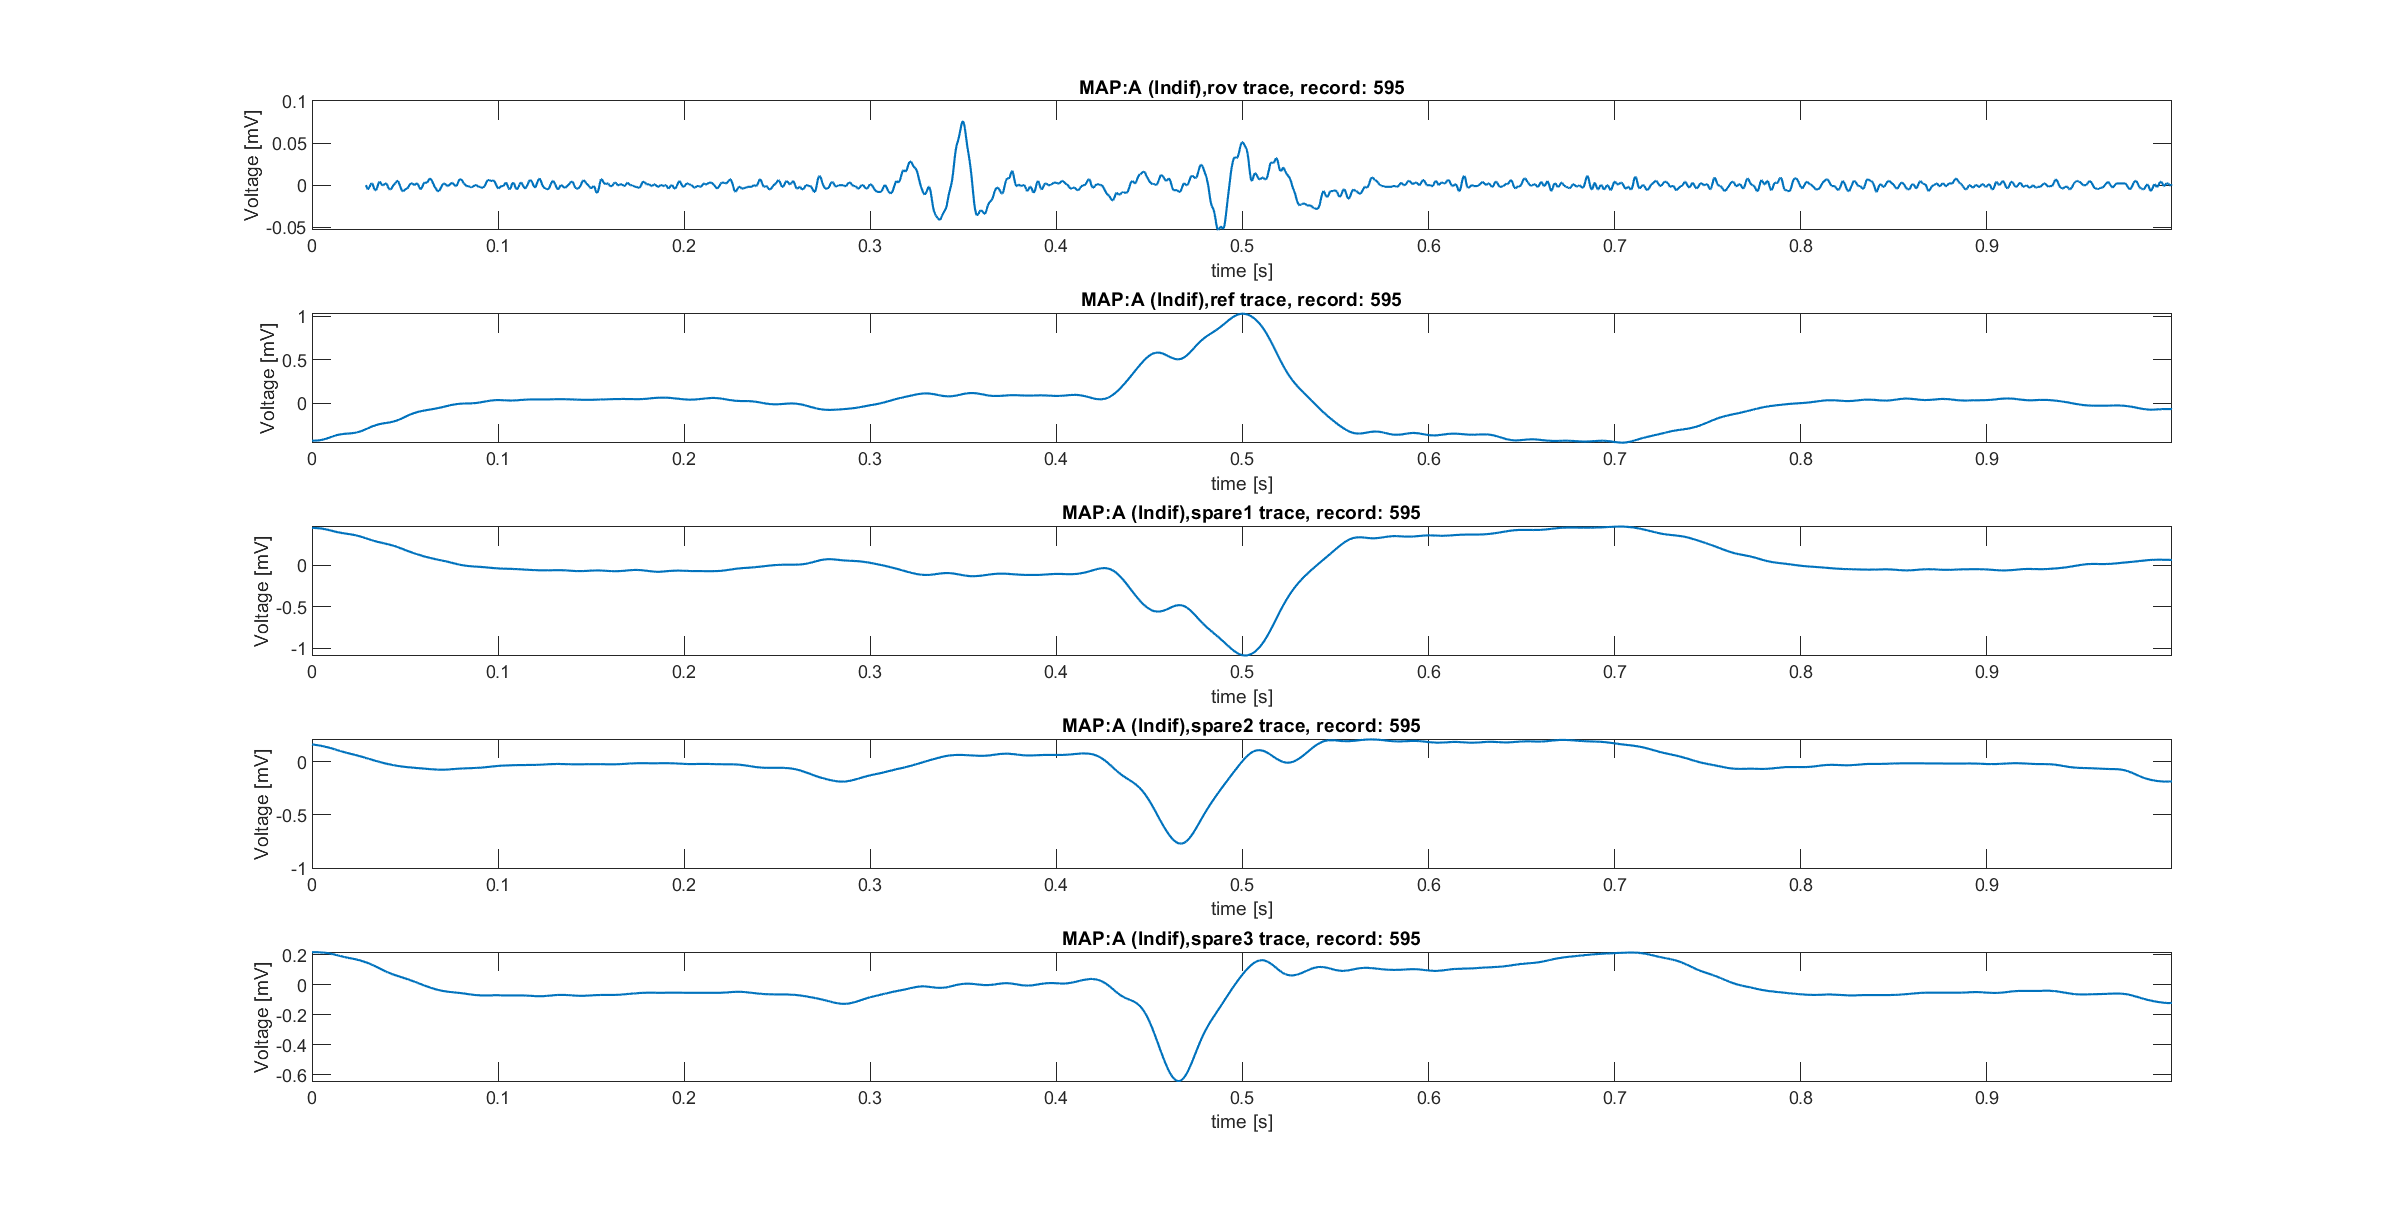 MAP:A (Indif),rov trace, record: 595
Voltage [mV]
0.1
0.05
0
-0.05
0 0.1 0.2 0.3 0.4 0.5 0.6 0.7 0.8 0.9
time [s]
MAP:A (Indif),ref trace, record: 595
Voltage [mV]
1
0.5
0
0 0.1 0.2 0.3 0.4 0.5 0.6 0.7 0.8 0.9
time [s]
MAP:A (Indif),spare1 trace, record: 595
Voltage [mV]
0
-0.5
-1
0 0.1 0.2 0.3 0.4 0.5 0.6 0.7 0.8 0.9
time [s]
MAP:A (Indif),spare2 trace, record: 595
Voltage [mV]
0
-0.5
-1
0 0.1 0.2 0.3 0.4 0.5 0.6 0.7 0.8 0.9
time [s]
MAP:A (Indif),spare3 trace, record: 595
Voltage [mV]
0.2
0
-0.2
-0.4
-0.6
0 0.1 0.2 0.3 0.4 0.5 0.6 0.7 0.8 0.9
time [s]